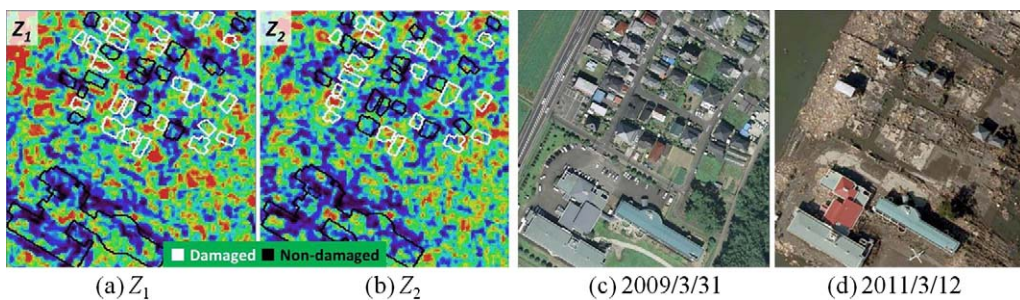 Z1
Z2
Damaged Non-damaged
(a) Z1 (b) Z2 (c) 2009/3/31 (d) 2011/3/12